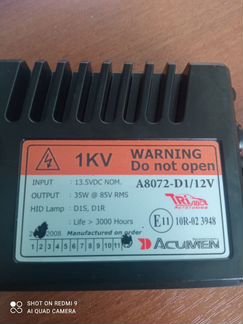 1KV
WARNING
Do not open
INPUT : 13.5VDC NOM.
A8072-D1/12V
OUTPUT : 35W @ 85V RMS
HID Lamp : D1S, D1R
: Life > 3000 Hours
E11 10R-02 3948
2008 Manufactured on order
1 2 3 4 5 6 7 8 9 10 11
ACUMEN
SHOT ON REDMI 9
AI QUAD CAMERA